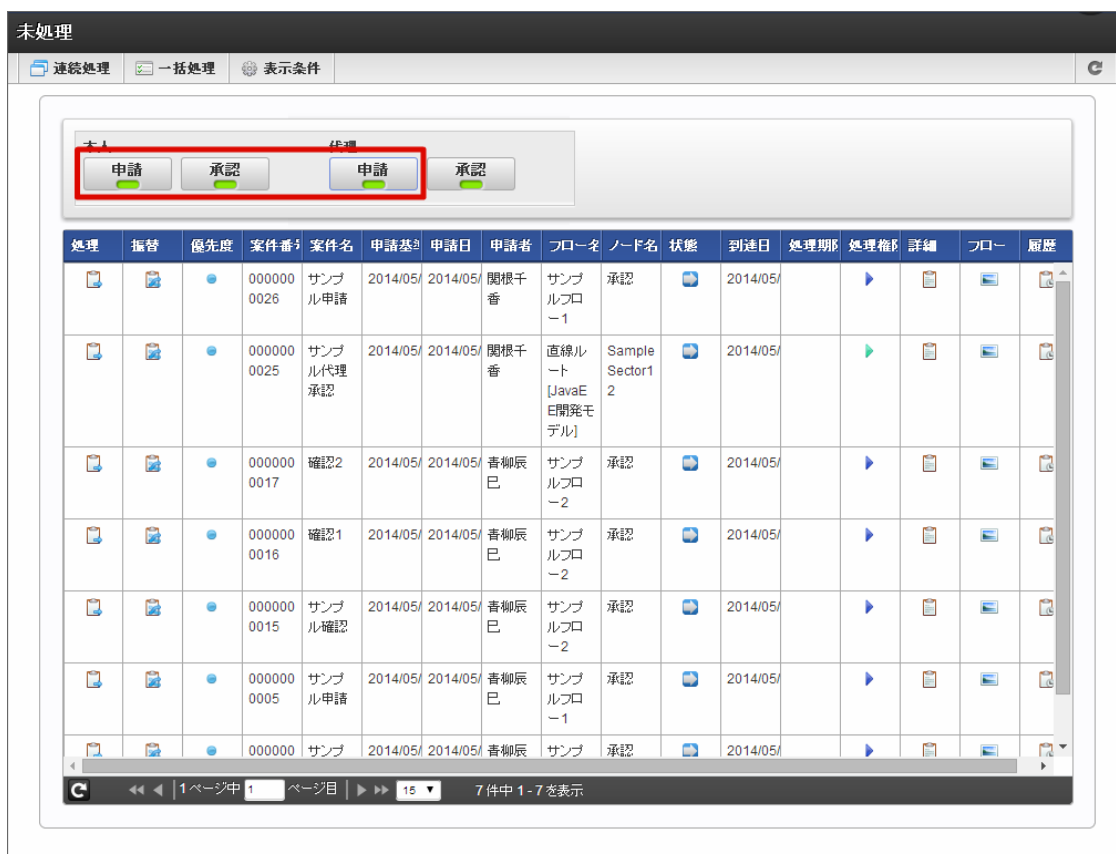 未処理
連続処理 一括処理 表示条件
本人 代理
申請 承認 申請 承認
処理 振替 優先度 案件番 案件名 申請基 申請日 申請者 フロー名 ノード名 状態 到達日 処理期 処理権 詳細 フロー 履歴
000000 サンプ 2014/05/ 2014/05/ 関根千 サンプ 承認 2014/05/
0026 ル申請 香 ルフロ
ー1
000000 サンプ 2014/05/ 2014/05/ 関根千 直線ル Sample 2014/05/
0025 ル代理 香 ート Sector1
承認 [JavaE 2
E開発モ
デル]
000000 確認2 2014/05/ 2014/05/ 青柳辰 サンプ 承認 2014/05/
0017 巳 ルフロ
ー2
000000 確認1 2014/05/ 2014/05/ 青柳辰 サンプ 承認 2014/05/
0016 巳 ルフロ
ー2
000000 サンプ 2014/05/ 2014/05/ 青柳辰 サンプ 承認 2014/05/
0015 ル確認 巳 ルフロ
ー2
000000 サンプ 2014/05/ 2014/05/ 青柳辰 サンプ 承認 2014/05/
0005 ル申請 巳 ルフロ
ー1
000000 サンプ 2014/05/ 2014/05/ 青柳辰 サンプ 承認 2014/05/
1ページ中 1 ページ目 15 7件中 1 - 7 を表示